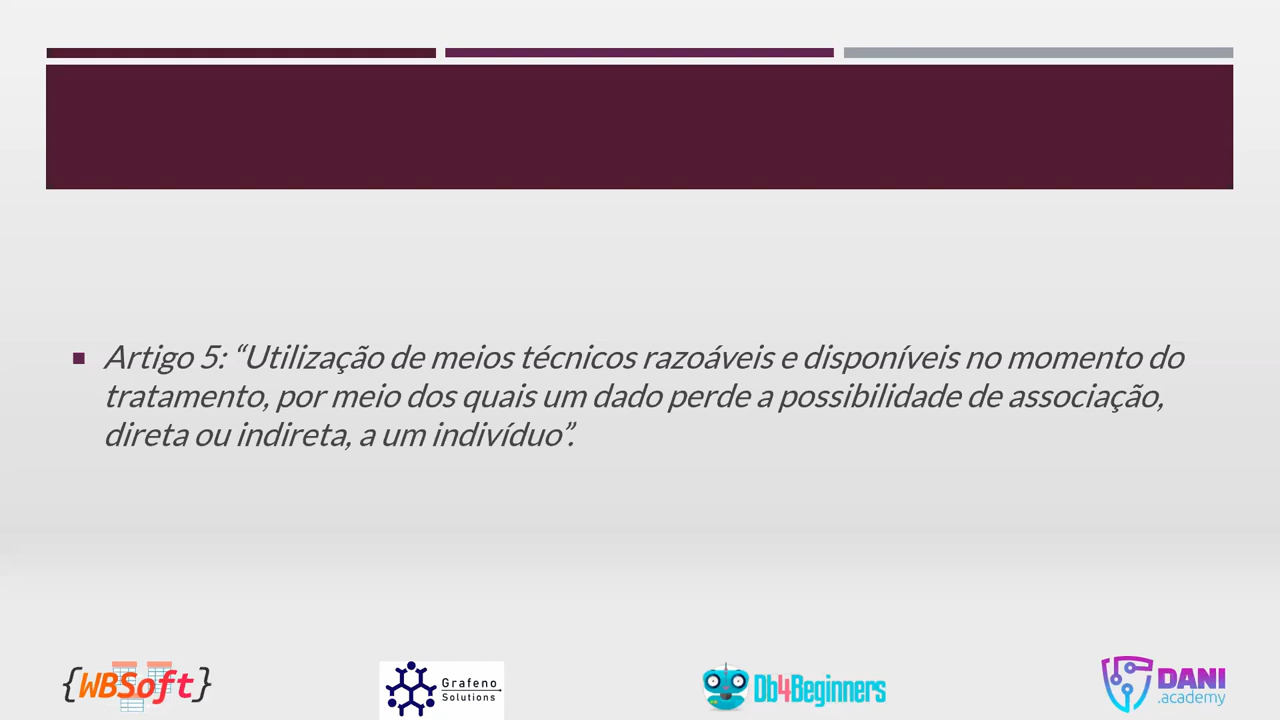 Artigo 5: “Utilização de meios técnicos razoáveis e disponíveis no momento do
tratamento, por meio dos quais um dado perde a possibilidade de associação,
direta ou indireta, a um indivíduo”.
{WBSoft}
Grafeno
Solutions
Db4Beginners
DANI
.academy